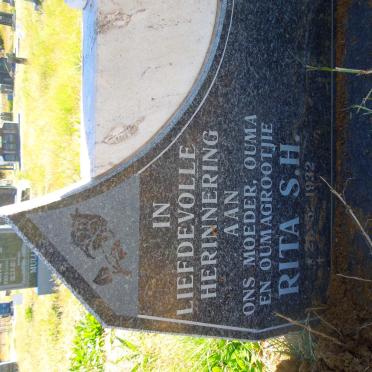 IN
LIEFDEVOLLE
HERINNERING
AAN
ONS MOEDER, OUMA
EN OUMAGROOTJIE
RITA S.H.